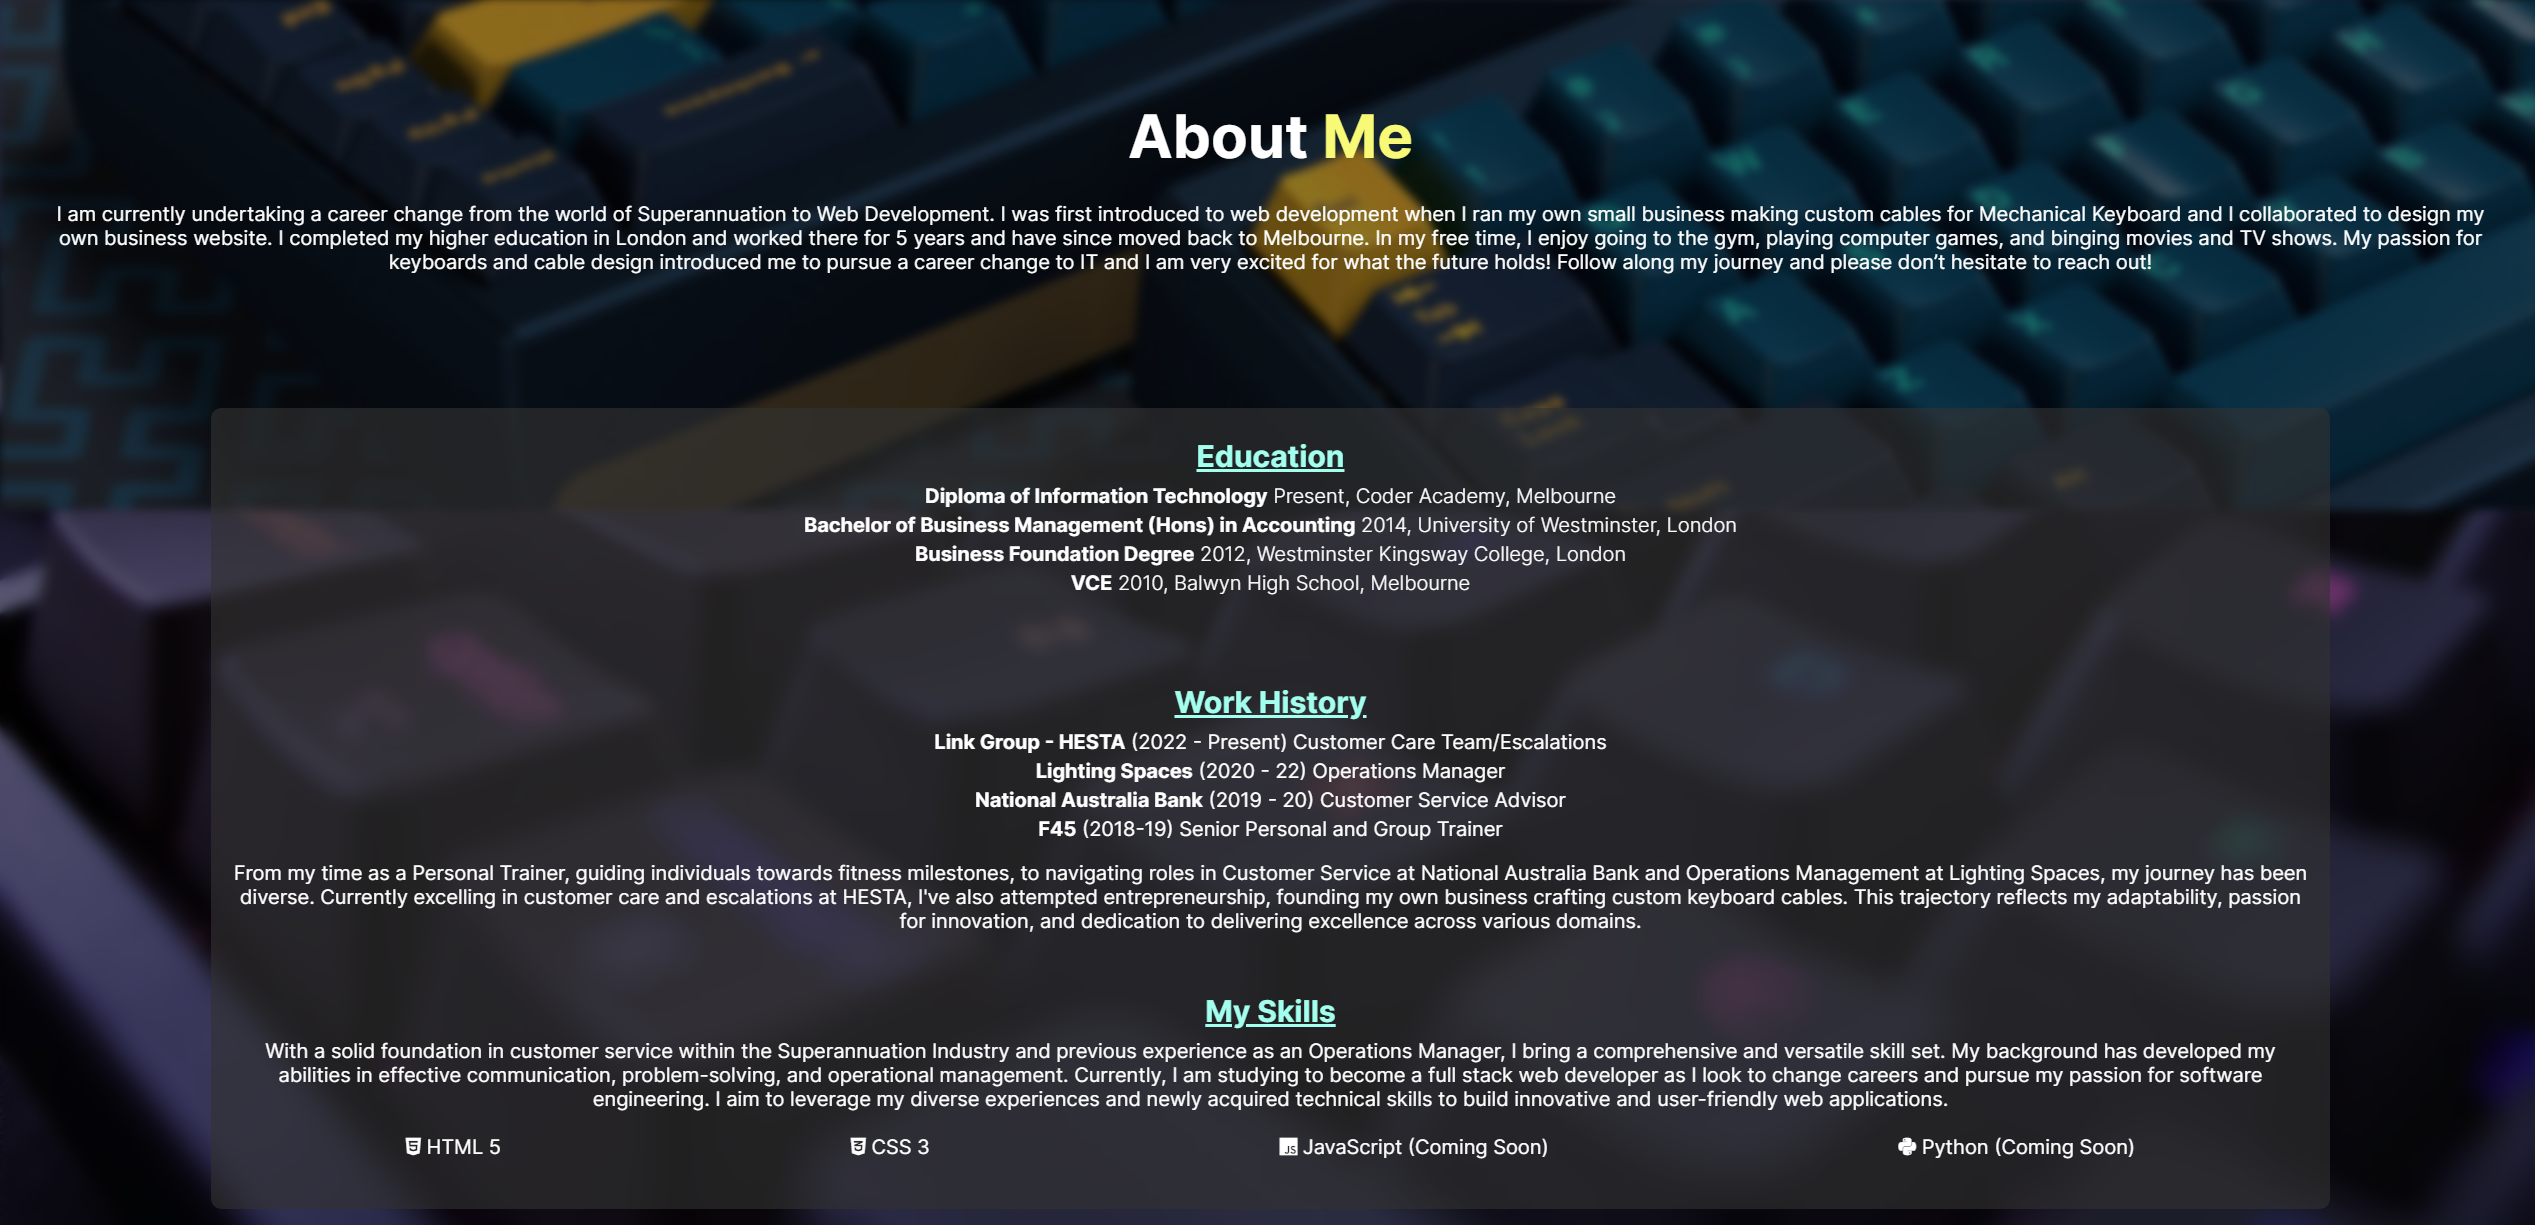 About Me
I am currently undertaking a career change from the world of Superannuation to Web Development. I was first introduced to web development when I ran my own small business making custom cables for Mechanical Keyboard and I collaborated to design my
own business website. I completed my higher education in London and worked there for 5 years and have since moved back to Melbourne. In my free time, I enjoy going to the gym, playing computer games, and binging movies and TV shows. My passion for
keyboards and cable design introduced me to pursue a career change to IT and I am very excited for what the future holds! Follow along my journey and please don’t hesitate to reach out!
Education
Diploma of Information Technology Present, Coder Academy, Melbourne
Bachelor of Business Management (Hons) in Accounting 2014, University of Westminster, London
Business Foundation Degree 2012, Westminster Kingsway College, London
VCE 2010, Balwyn High School, Melbourne
Work History
Link Group - HESTA (2022 - Present) Customer Care Team/Escalations
Lighting Spaces (2020 - 22) Operations Manager
National Australia Bank (2019 - 20) Customer Service Advisor
F45 (2018-19) Senior Personal and Group Trainer
From my time as a Personal Trainer, guiding individuals towards fitness milestones, to navigating roles in Customer Service at National Australia Bank and Operations Management at Lighting Spaces, my journey has been
diverse. Currently excelling in customer care and escalations at HESTA, I've also attempted entrepreneurship, founding my own business crafting custom keyboard cables. This trajectory reflects my adaptability, passion
for innovation, and dedication to delivering excellence across various domains.
My Skills
With a solid foundation in customer service within the Superannuation Industry and previous experience as an Operations Manager, I bring a comprehensive and versatile skill set. My background has developed my
abilities in effective communication, problem-solving, and operational management. Currently, I am studying to become a full stack web developer as I look to change careers and pursue my passion for software
engineering. I aim to leverage my diverse experiences and newly acquired technical skills to build innovative and user-friendly web applications.
HTML 5 CSS 3 JavaScript (Coming Soon) Python (Coming Soon)